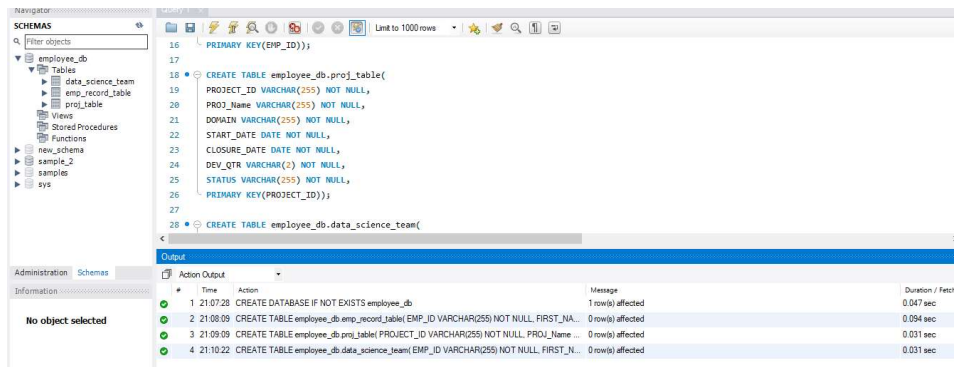 Navigator
SCHEMAS
Filter objects
employee_db
Tables
data_science_team
emp_record_table
proj_table
Views
Stored Procedures
Functions
new_schema
sample_2
samples
sys
Administration Schemas
Information
No object selected
Query 1
Limit to 1000 rows
16 PRIMARY KEY(EMP_ID));
17
18 CREATE TABLE employee_db.proj_table(
19 PROJECT_ID VARCHAR(255) NOT NULL,
20 PROJ_Name VARCHAR(255) NOT NULL,
21 DOMAIN VARCHAR(255) NOT NULL,
22 START_DATE DATE NOT NULL,
23 CLOSURE_DATE DATE NOT NULL,
24 DEV_QTR VARCHAR(2) NOT NULL,
25 STATUS VARCHAR(255) NOT NULL,
26 PRIMARY KEY(PROJECT_ID));
27
28 CREATE TABLE employee_db.data_science_team(
Output
Action Output
# Time Action Message Duration / Fetch
1 21:07:28 CREATE DATABASE IF NOT EXISTS employee_db 1 row(s) affected 0.047 sec
2 21:08:09 CREATE TABLE employee_db.emp_record_table( EMP_ID VARCHAR(255) NOT NULL, FIRST_NA... 0 row(s) affected 0.094 sec
3 21:09:09 CREATE TABLE employee_db.proj_table( PROJECT_ID VARCHAR(255) NOT NULL, PROJ_Name ... 0 row(s) affected 0.031 sec
4 21:10:22 CREATE TABLE employee_db.data_science_team( EMP_ID VARCHAR(255) NOT NULL, FIRST_N... 0 row(s) affected 0.031 sec